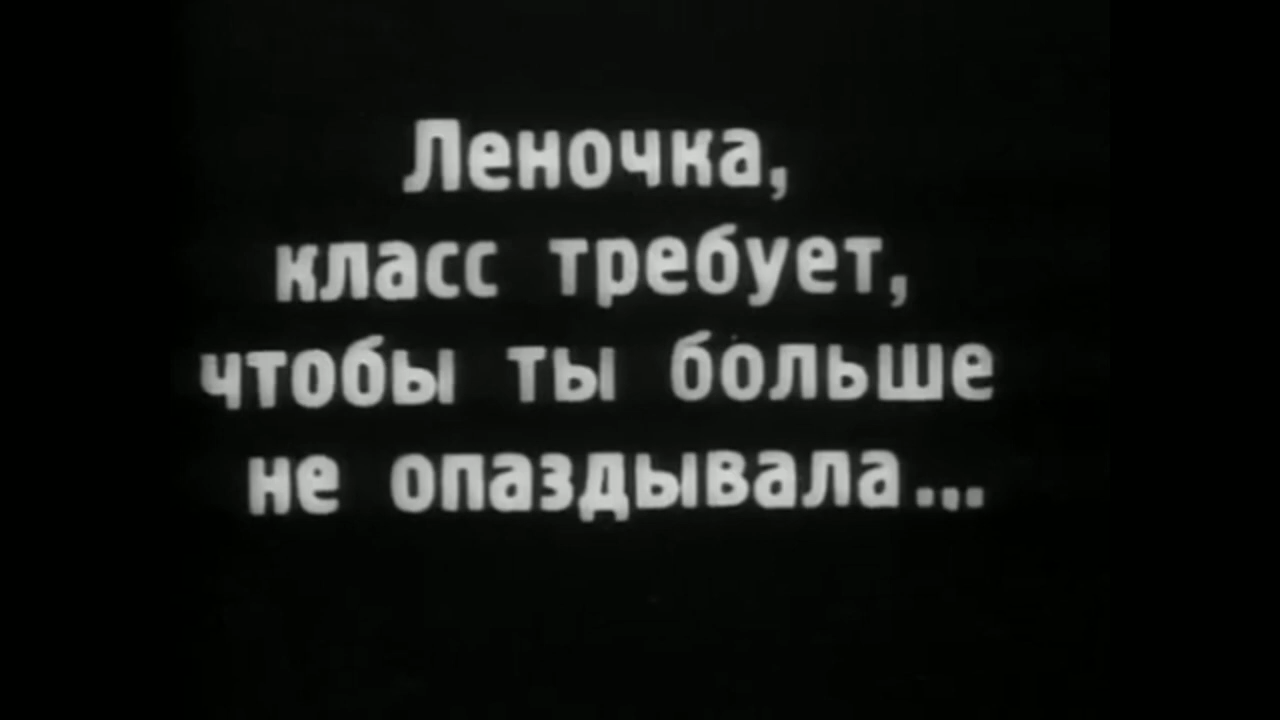 Леночка,
класс требует,
чтобы ты больше
не опаздывала...